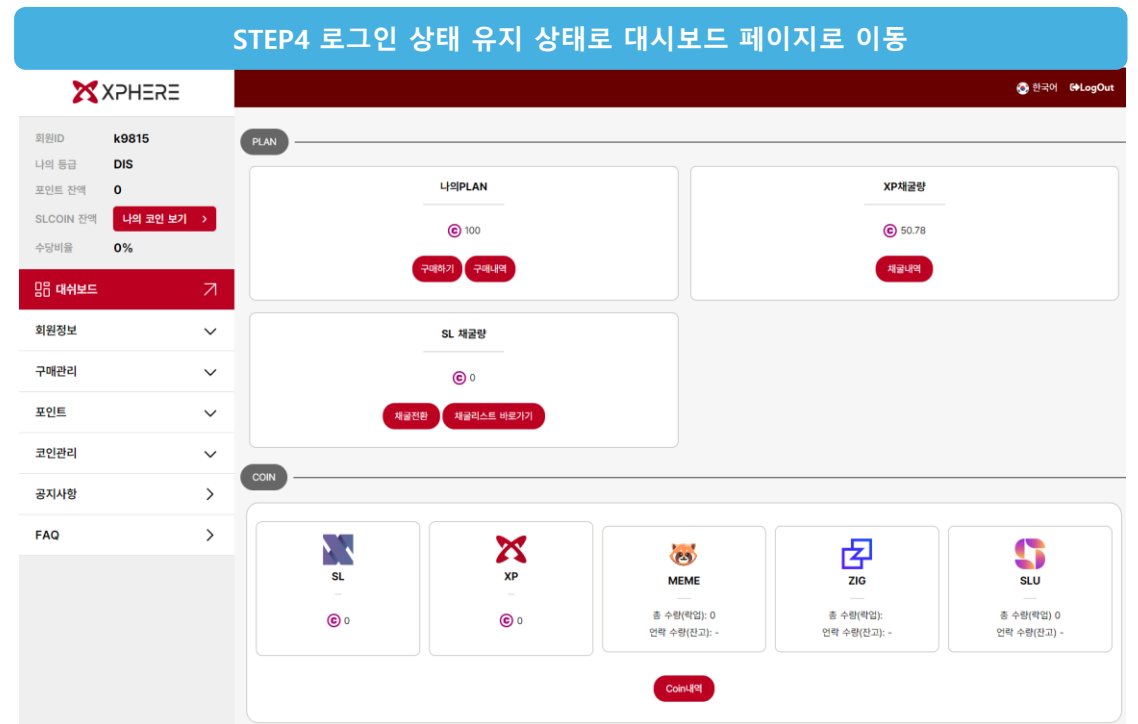 STEP4 로그인 상태 유지 상태로 대시보드 페이지로 이동
XPHERE
한국어 LogOut
회원ID k9815
나의 등급 DIS
포인트 잔액 0
SLCOIN 잔액 나의 코인 보기
수당비율 0%
대쉬보드
회원정보
구매관리
포인트
코인관리
공지사항
FAQ
PLAN
나의PLAN
100
구매하기 구매내역
XP채굴량
50.78
채굴내역
SL 채굴량
0
채굴전환 채굴리스트 바로가기
COIN
SL
0
XP
0
MEME
총 수량(락업): 0
언락 수량(잔고): -
ZIG
총 수량(락업):
언락 수량(잔고): -
SLU
총 수량(락업) 0
언락 수량(잔고) -
Coin내역